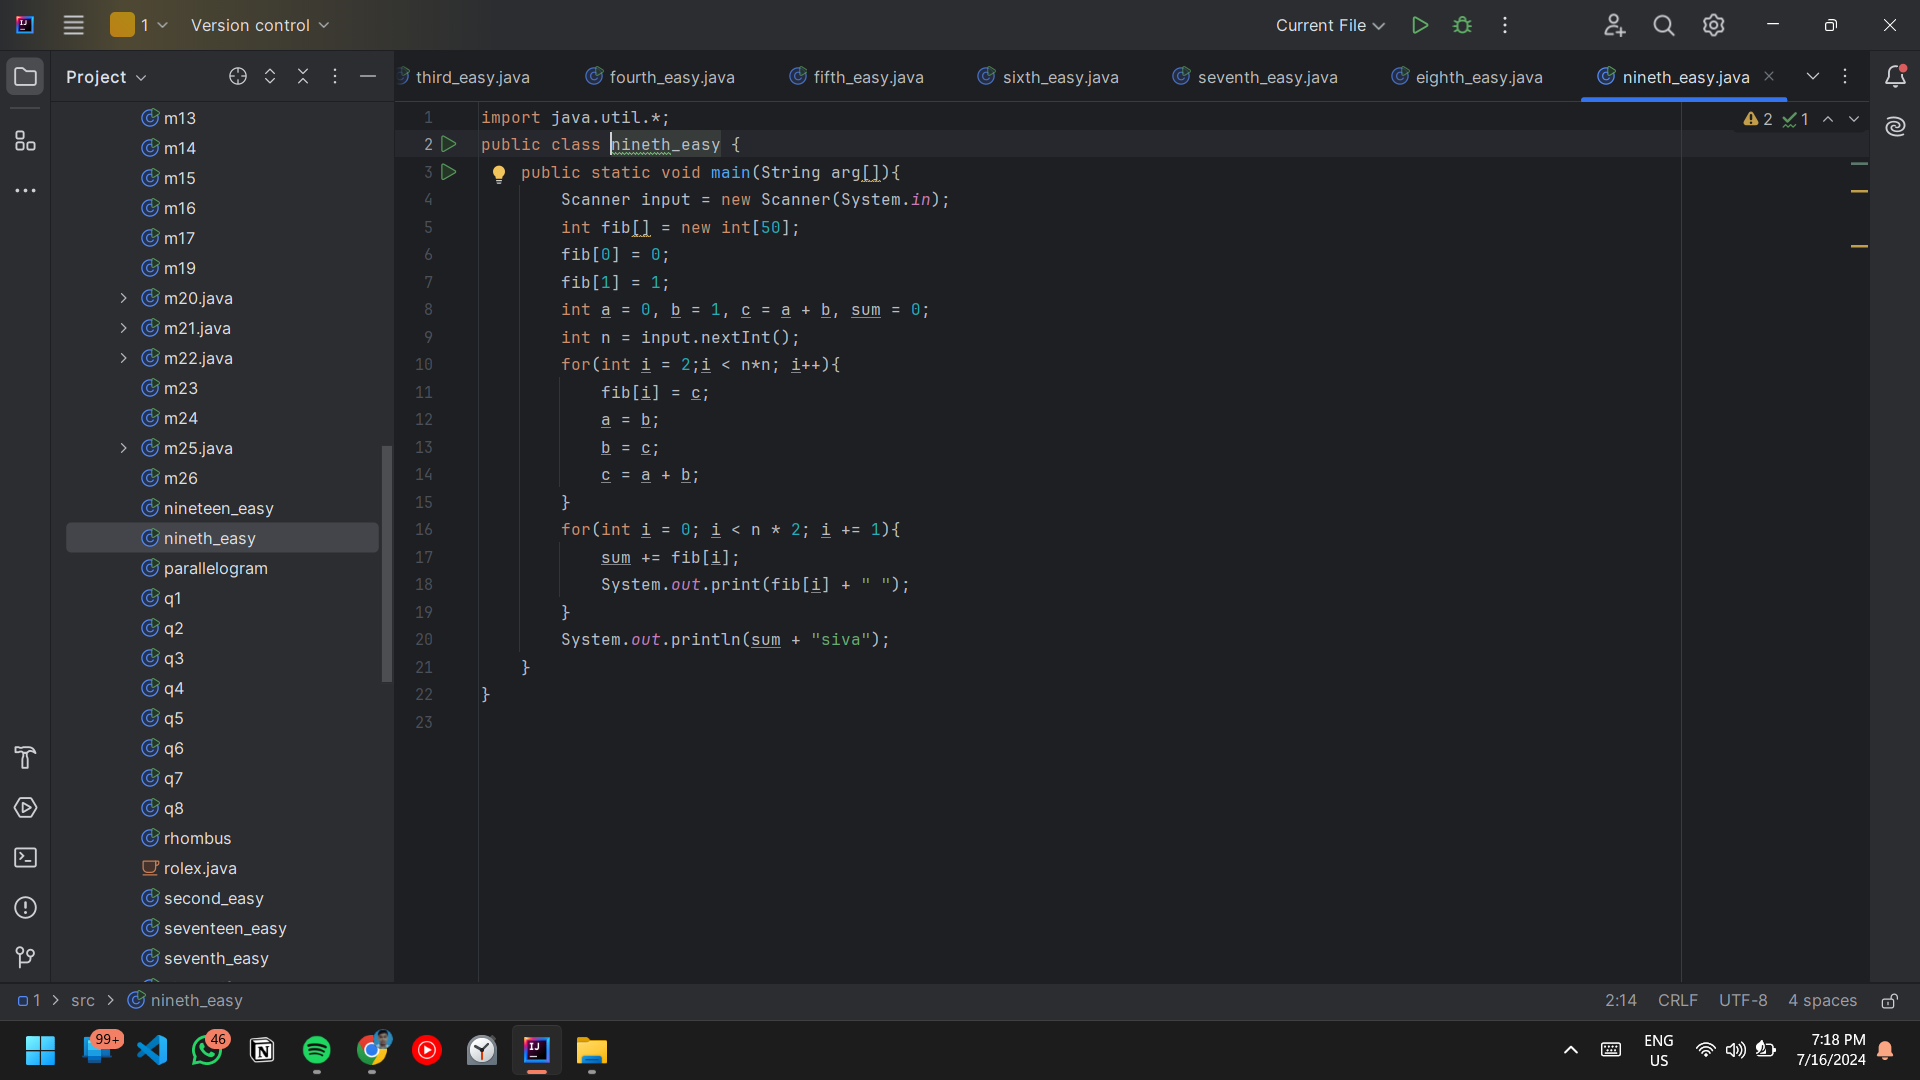 1 Version control Current File
Project
third_easy.java fourth_easy.java fifth_easy.java sixth_easy.java seventh_easy.java eighth_easy.java nineth_easy.java
m13
m14
m15
m16
m17
m19
m20.java
m21.java
m22.java
m23
m24
m25.java
m26
nineteen_easy
nineth_easy
parallelogram
q1
q2
q3
q4
q5
q6
q7
q8
rhombus
rolex.java
second_easy
seventeen_easy
seventh_easy
2 1
1 import java.util.*;
2 public class nineth_easy {
3 public static void main(String arg[]){
4 Scanner input = new Scanner(System.in);
5 int fib[] = new int[50];
6 fib[0] = 0;
7 fib[1] = 1;
8 int a = 0, b = 1, c = a + b, sum = 0;
9 int n = input.nextInt();
10 for(int i = 2;i < n*n; i++){
11 fib[i] = c;
12 a = b;
13 b = c;
14 c = a + b;
15 }
16 for(int i = 0; i < n * 2; i += 1){
17 sum += fib[i];
18 System.out.print(fib[i] + " ");
19 }
20 System.out.println(sum + "siva");
21 }
22 }
23
1 > src > nineth_easy 2:14 CRLF UTF-8 4 spaces
99+ 46 ENG US 7:18 PM 7/16/2024